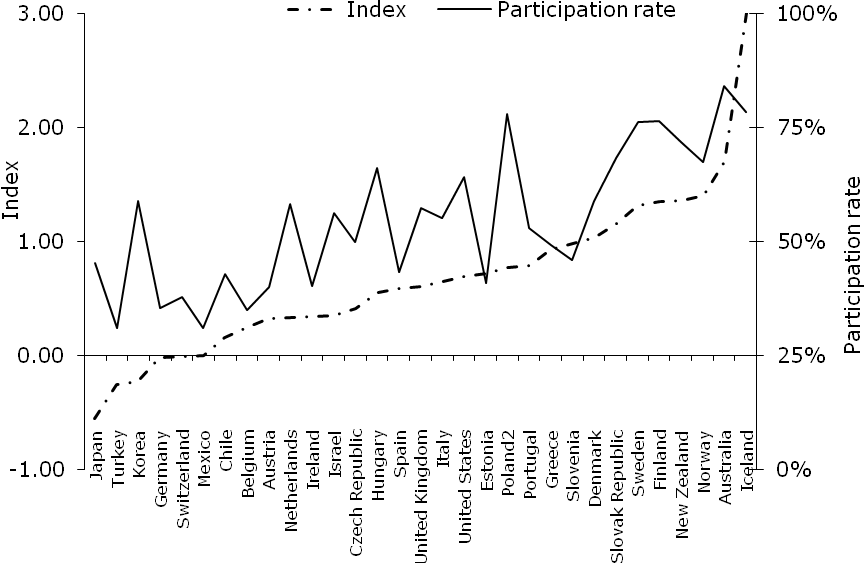 Index
Participation rate
3.00
2.00
1.00
0.00
-1.00
Index
100%
75%
50%
25%
0%
Participation rate
Japan
Turkey
Korea
Germany
Switzerland
Mexico
Chile
Belgium
Austria
Netherlands
Ireland
Israel
Czech Republic
Hungary
Spain
United Kingdom
Italy
United States
Estonia
Poland2
Portugal
Greece
Slovenia
Denmark
Slovak Republic
Sweden
Finland
New Zealand
Norway
Australia
Iceland